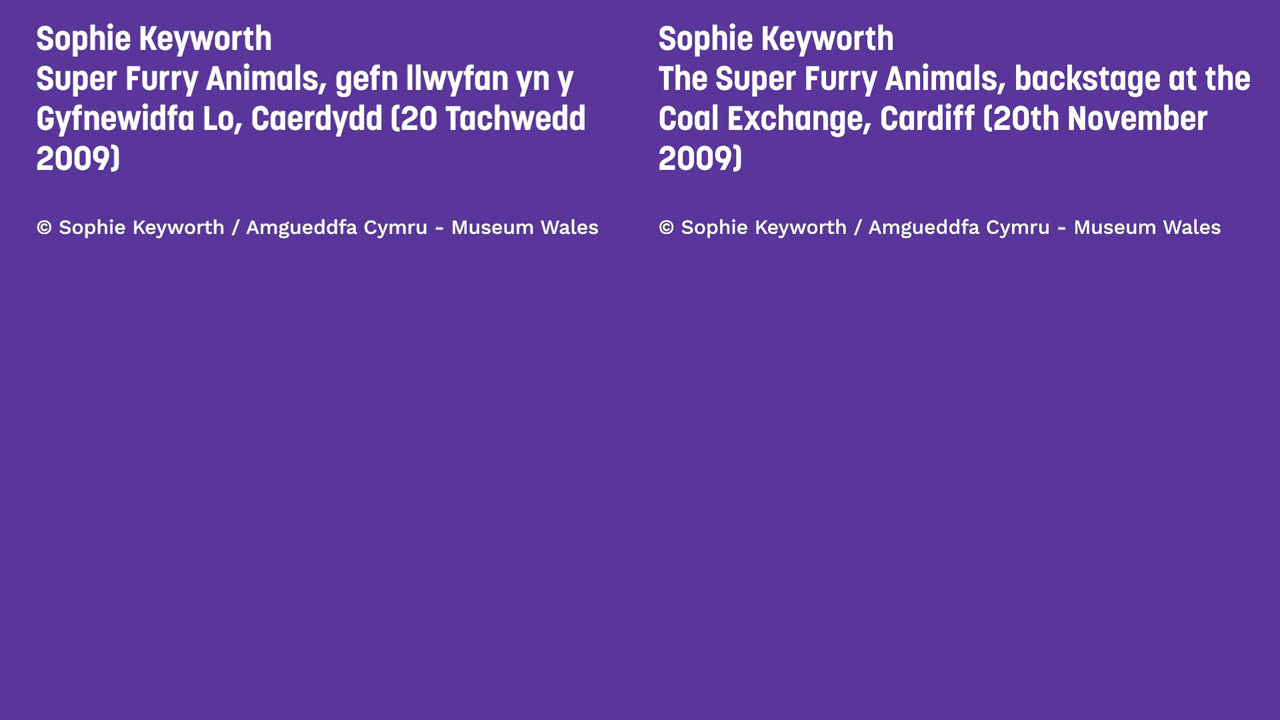 Sophie Keyworth
Super Furry Animals, gefn llwyfan yn y
Gyfnewidfa Lo, Caerdydd (20 Tachwedd
2009)
© Sophie Keyworth / Amgueddfa Cymru - Museum Wales
Sophie Keyworth
The Super Furry Animals, backstage at the
Coal Exchange, Cardiff (20th November
2009)
© Sophie Keyworth / Amgueddfa Cymru - Museum Wales